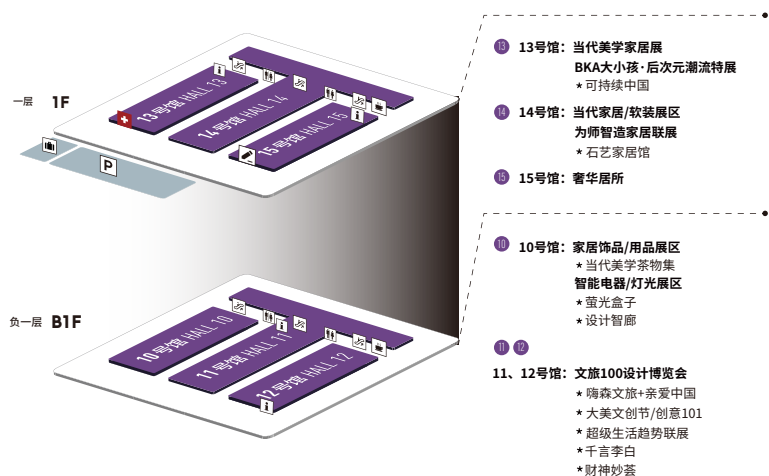 一层 1F
13号馆 HALL 13
14号馆 HALL 14
15号馆 HALL 15
P
负一层 B1F
10号馆 HALL 10
11号馆 HALL 11
12号馆 HALL 12
13 13号馆：当代美学家居展
BKA大小孩·后次元潮流特展
*可持续中国
14 14号馆：当代家居/软装展区
为师智造家居联展
*石艺家居馆
15 15号馆：奢华居所
10 10号馆：家居饰品/用品展区
*当代美学茶物集
智能电器/灯光展区
*萤光盒子
*设计智廊
11 12
11、12号馆：文旅100设计博览会
*嗨森文旅+亲爱中国
*大美文创节/创意101
*超级生活趋势联展
*千言李白
*财神妙荟